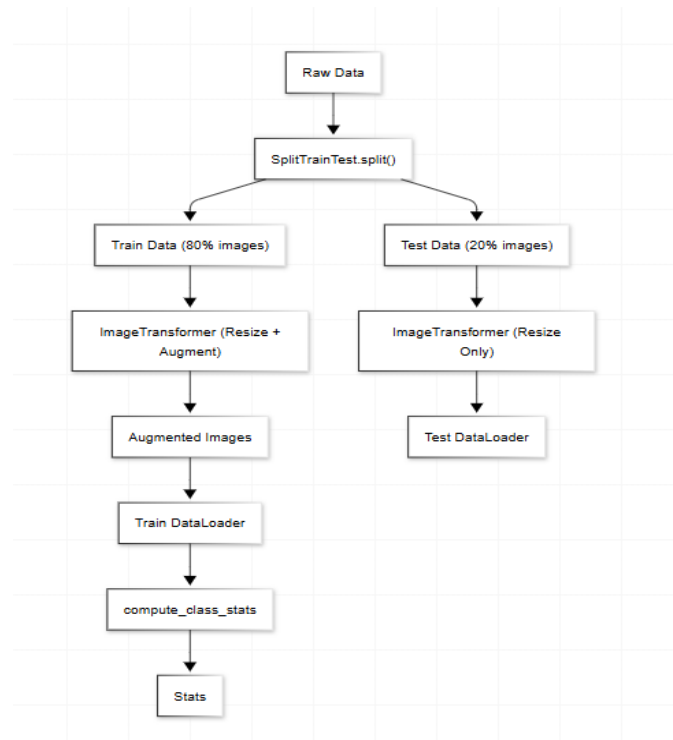 Raw Data
SplitTrainTest.split()
Train Data (80% images)
Test Data (20% images)
ImageTransformer (Resize +
Augment)
ImageTransformer (Resize
Only)
Augmented Images
Test DataLoader
Train DataLoader
compute_class_stats
Stats